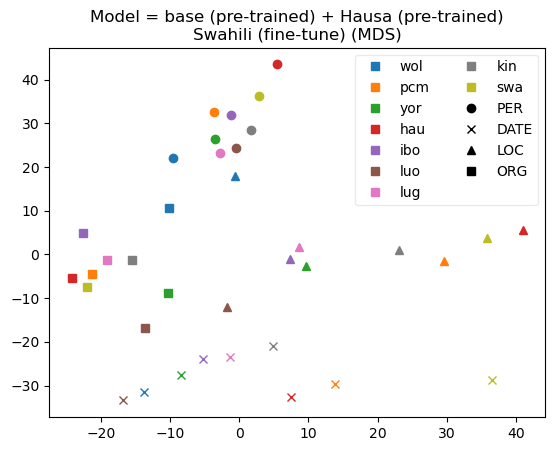 Model = base (pre-trained) + Hausa (pre-trained)
Swahili (fine-tune) (MDS)
wol
pcm
yor
hau
ibo
luo
lug
kin
swa
PER
DATE
LOC
ORG
40
30
20
10
0
−10
−20
−30
−20
−10
0
10
20
30
40